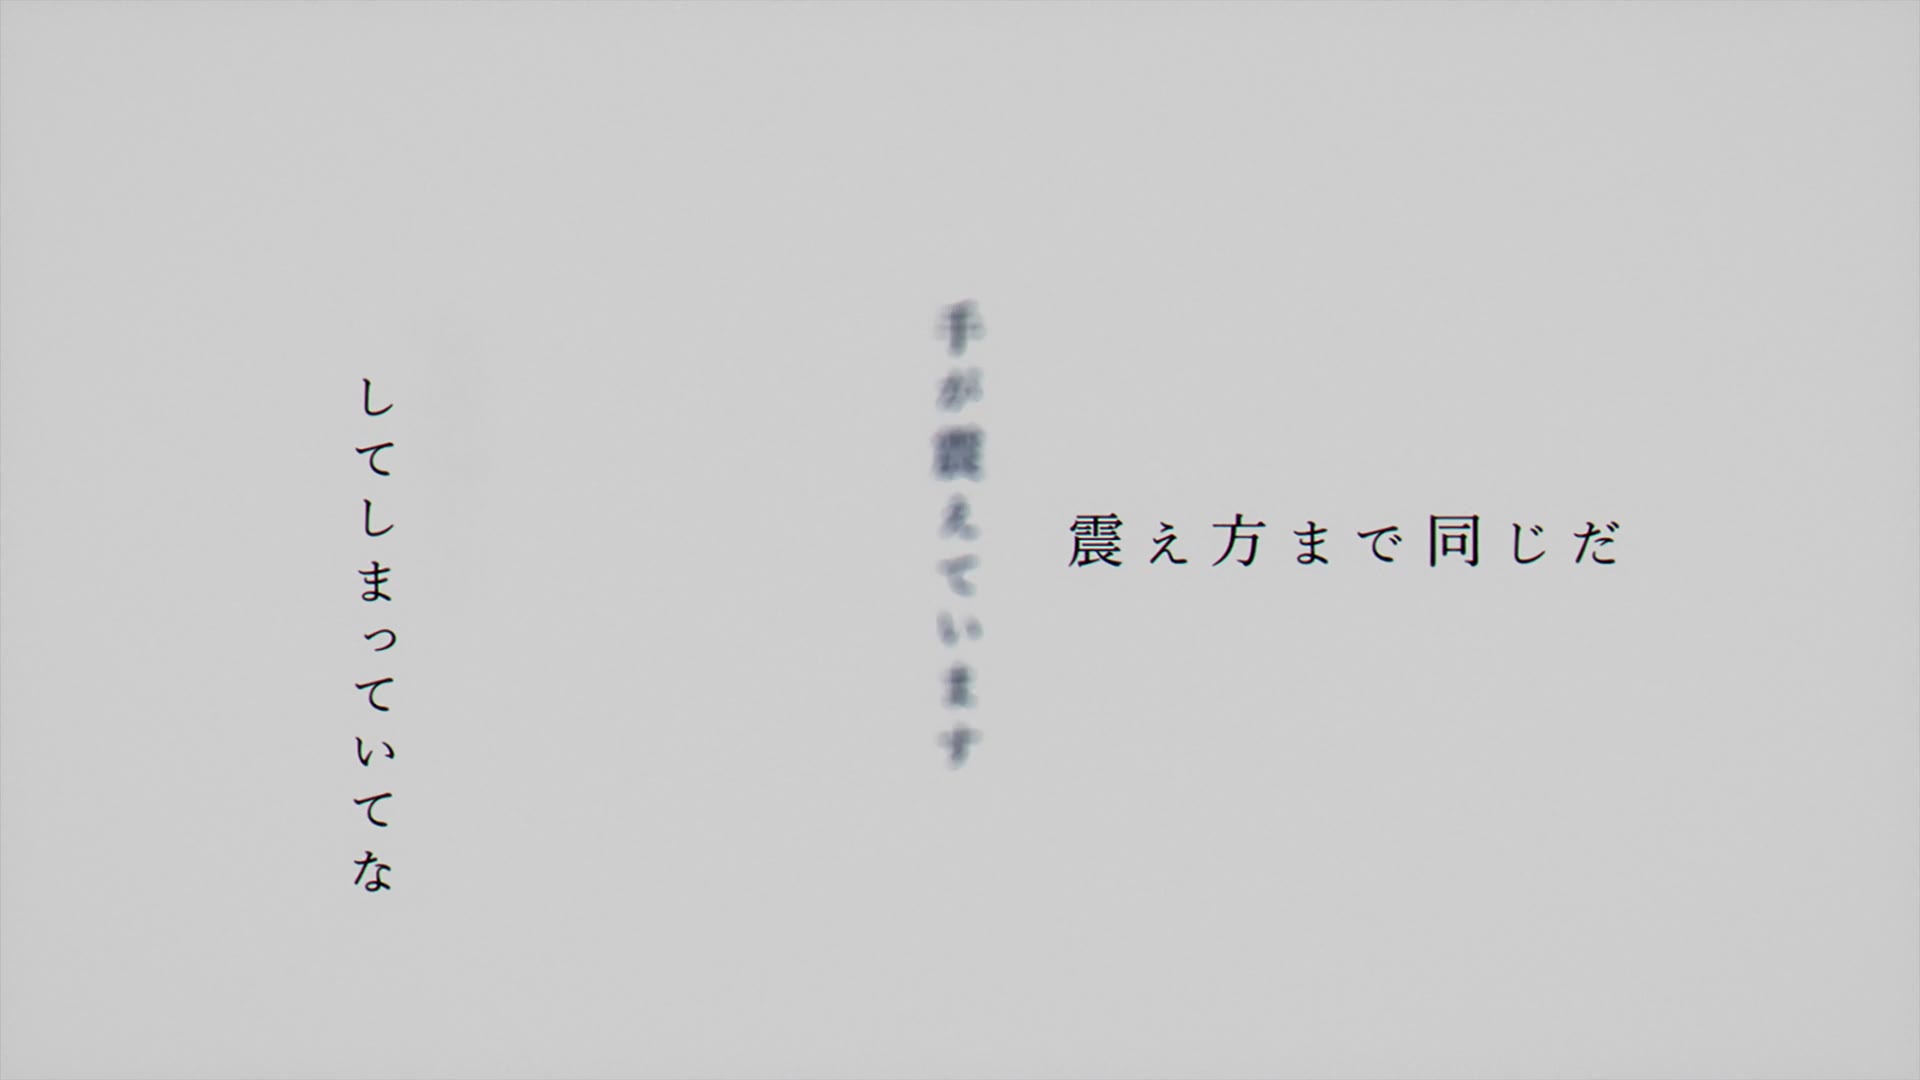 手が震えています
震え方まで同じだ
してしまっていてな